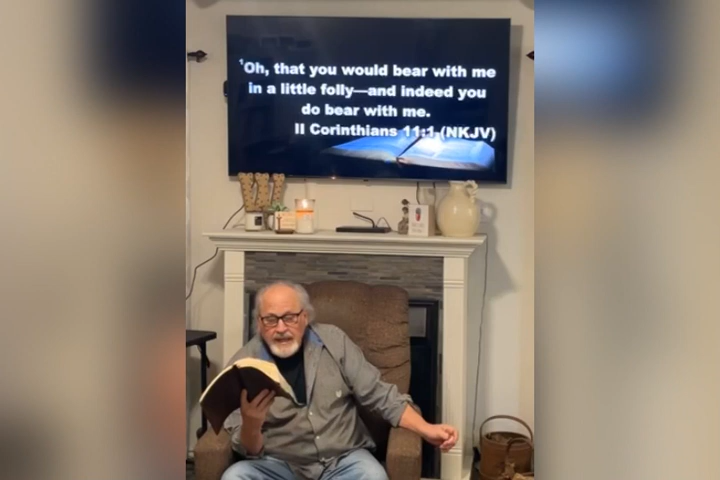 ¹Oh, that you would bear with me
in a little folly—and indeed you
do bear with me.
II Corinthians 11:1 (NKJV)
W